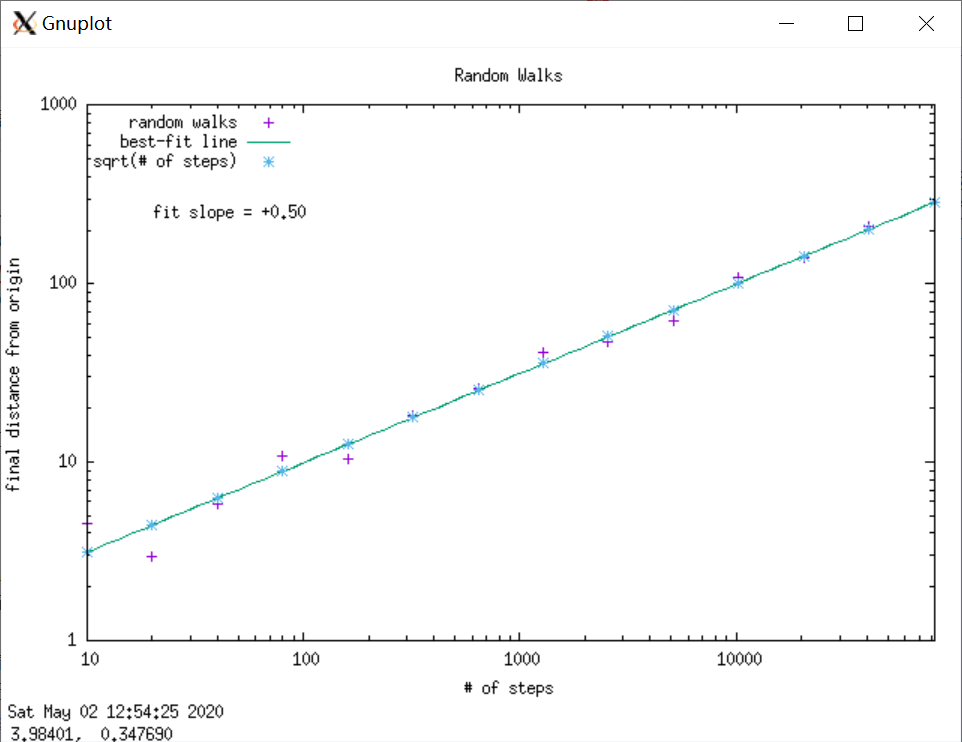 Gnuplot
Random Walks
1000
random walks
best-fit line
sqrt(# of steps)
fit slope = +0.50
100
final distance from origin
10
1
10 100 1000 10000
# of steps
Sat May 02 12:54:25 2020
3.98401, 0.347690